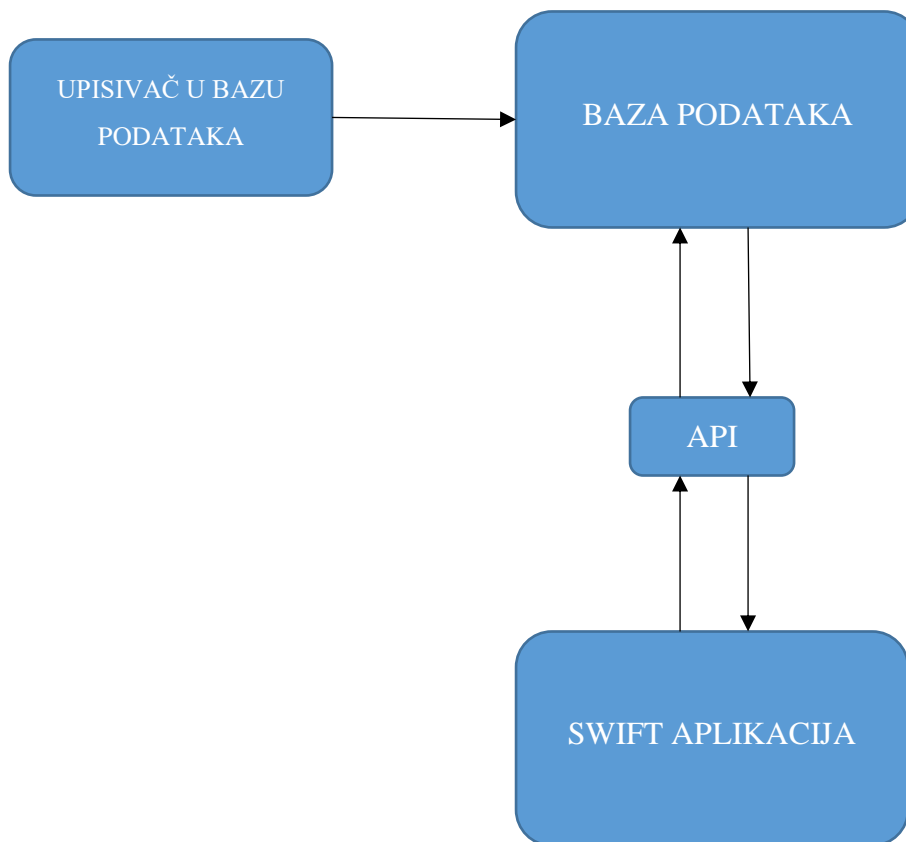 UPISIVAČ U BAZU
PODATAKA
BAZA PODATAKA
API
SWIFT APLIKACIJA